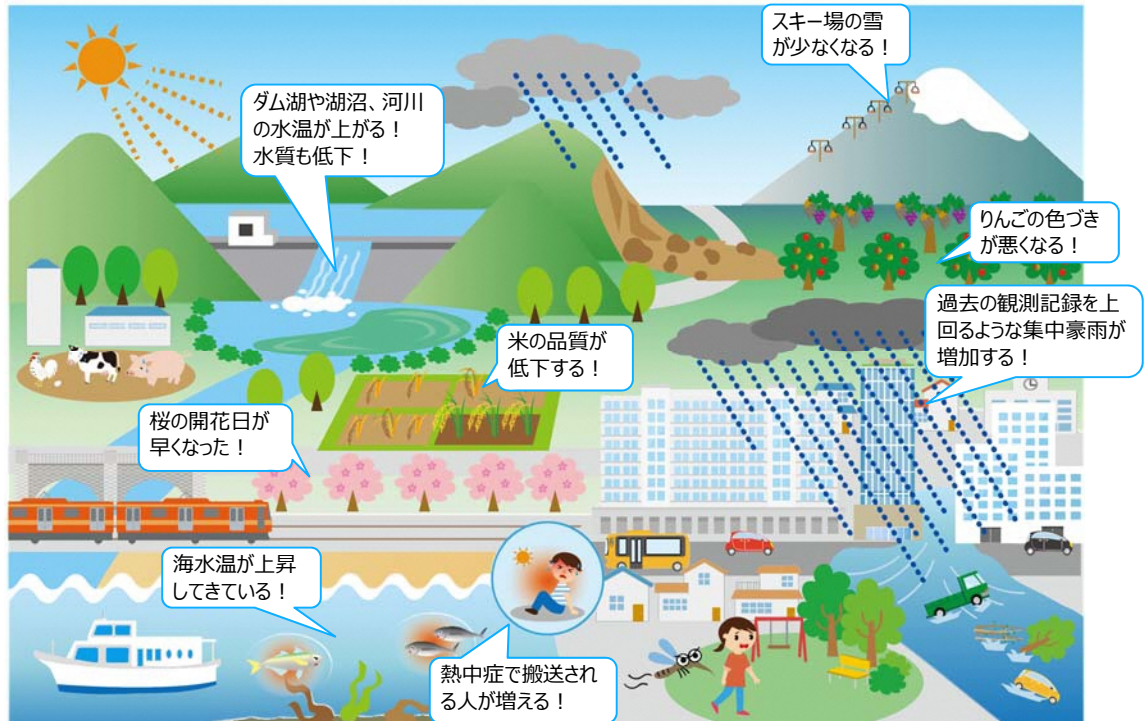 スキー場の雪
が少なくなる！
ダム湖や湖沼、河川
の水温が上がる！
水質も低下！
りんごの色づき
が悪くなる！
過去の観測記録を上
回るような集中豪雨が
増加する！
米の品質が
低下する！
桜の開花日が
早くなった！
海水温が上昇
してきている！
熱中症で搬送され
る人が増える！